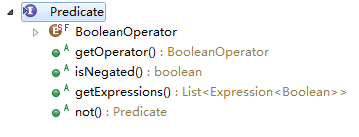 I Predicate
E S F BooleanOperator
A getOperator() : BooleanOperator
A isNegated() : boolean
A getExpressions() : List<Expression<Boolean>>
A not() : Predicate